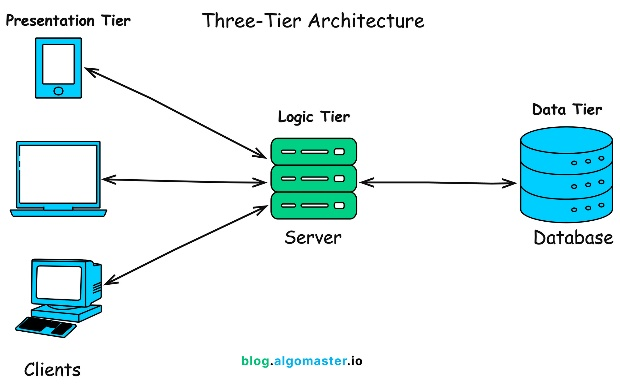 Presentation Tier
Three-Tier Architecture
Logic Tier
Data Tier
Server
Database
Clients
blog.algomaster.io